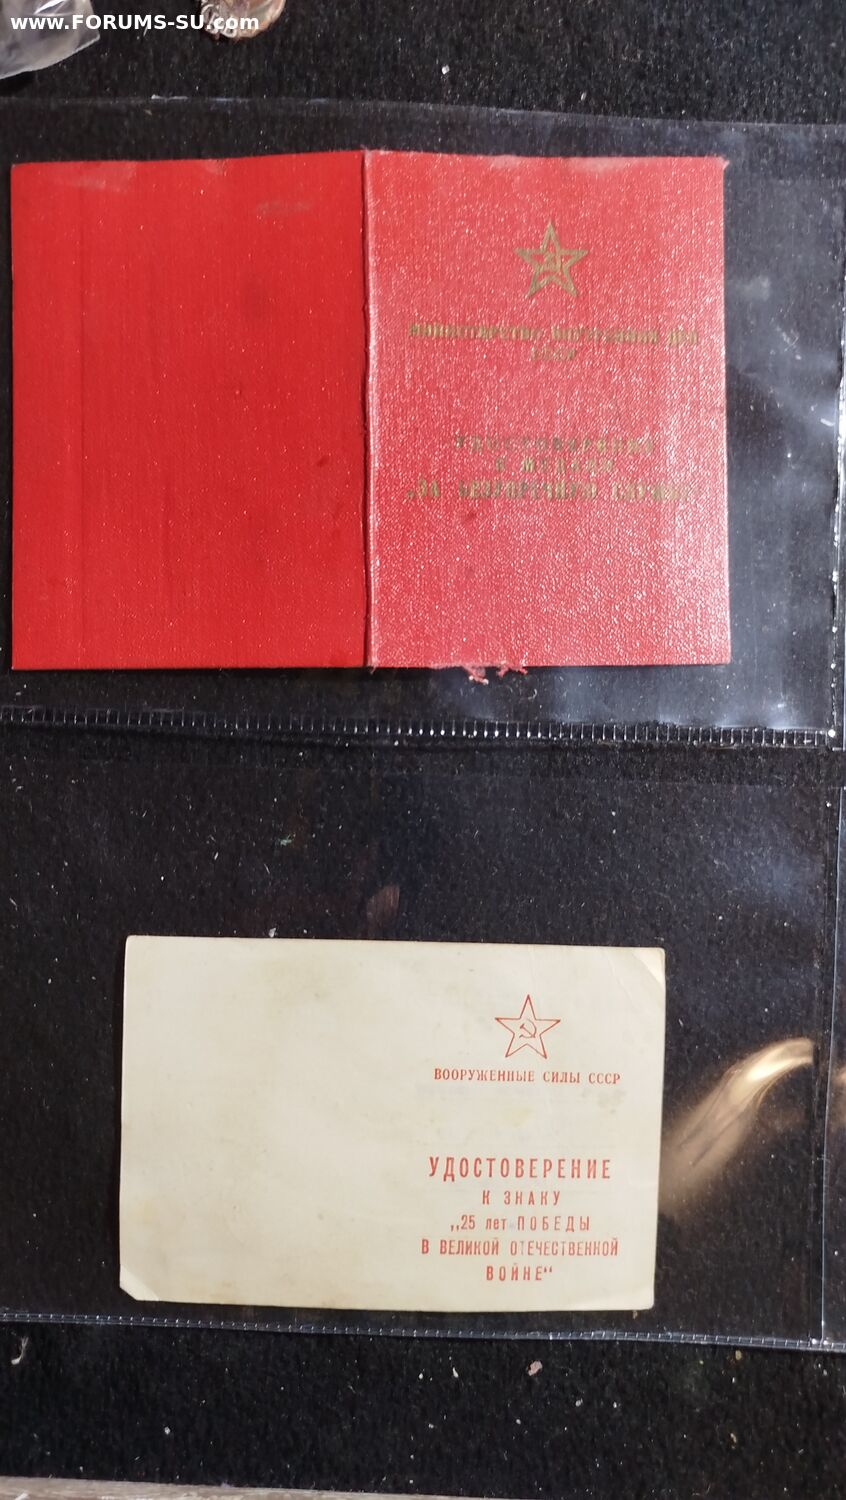 www.FORUMS-SU.com
МИНИСТЕРСТВО ВНУТРЕННИХ ДЕЛ
СССР
УДОСТОВЕРЕНИЕ
К МЕДАЛИ
„ЗА БЕЗУПРЕЧНУЮ СЛУЖБУ“
ВООРУЖЕННЫЕ СИЛЫ СССР
УДОСТОВЕРЕНИЕ
К ЗНАКУ
„25 лет ПОБЕДЫ
В ВЕЛИКОЙ ОТЕЧЕСТВЕННОЙ
ВОЙНЕ“